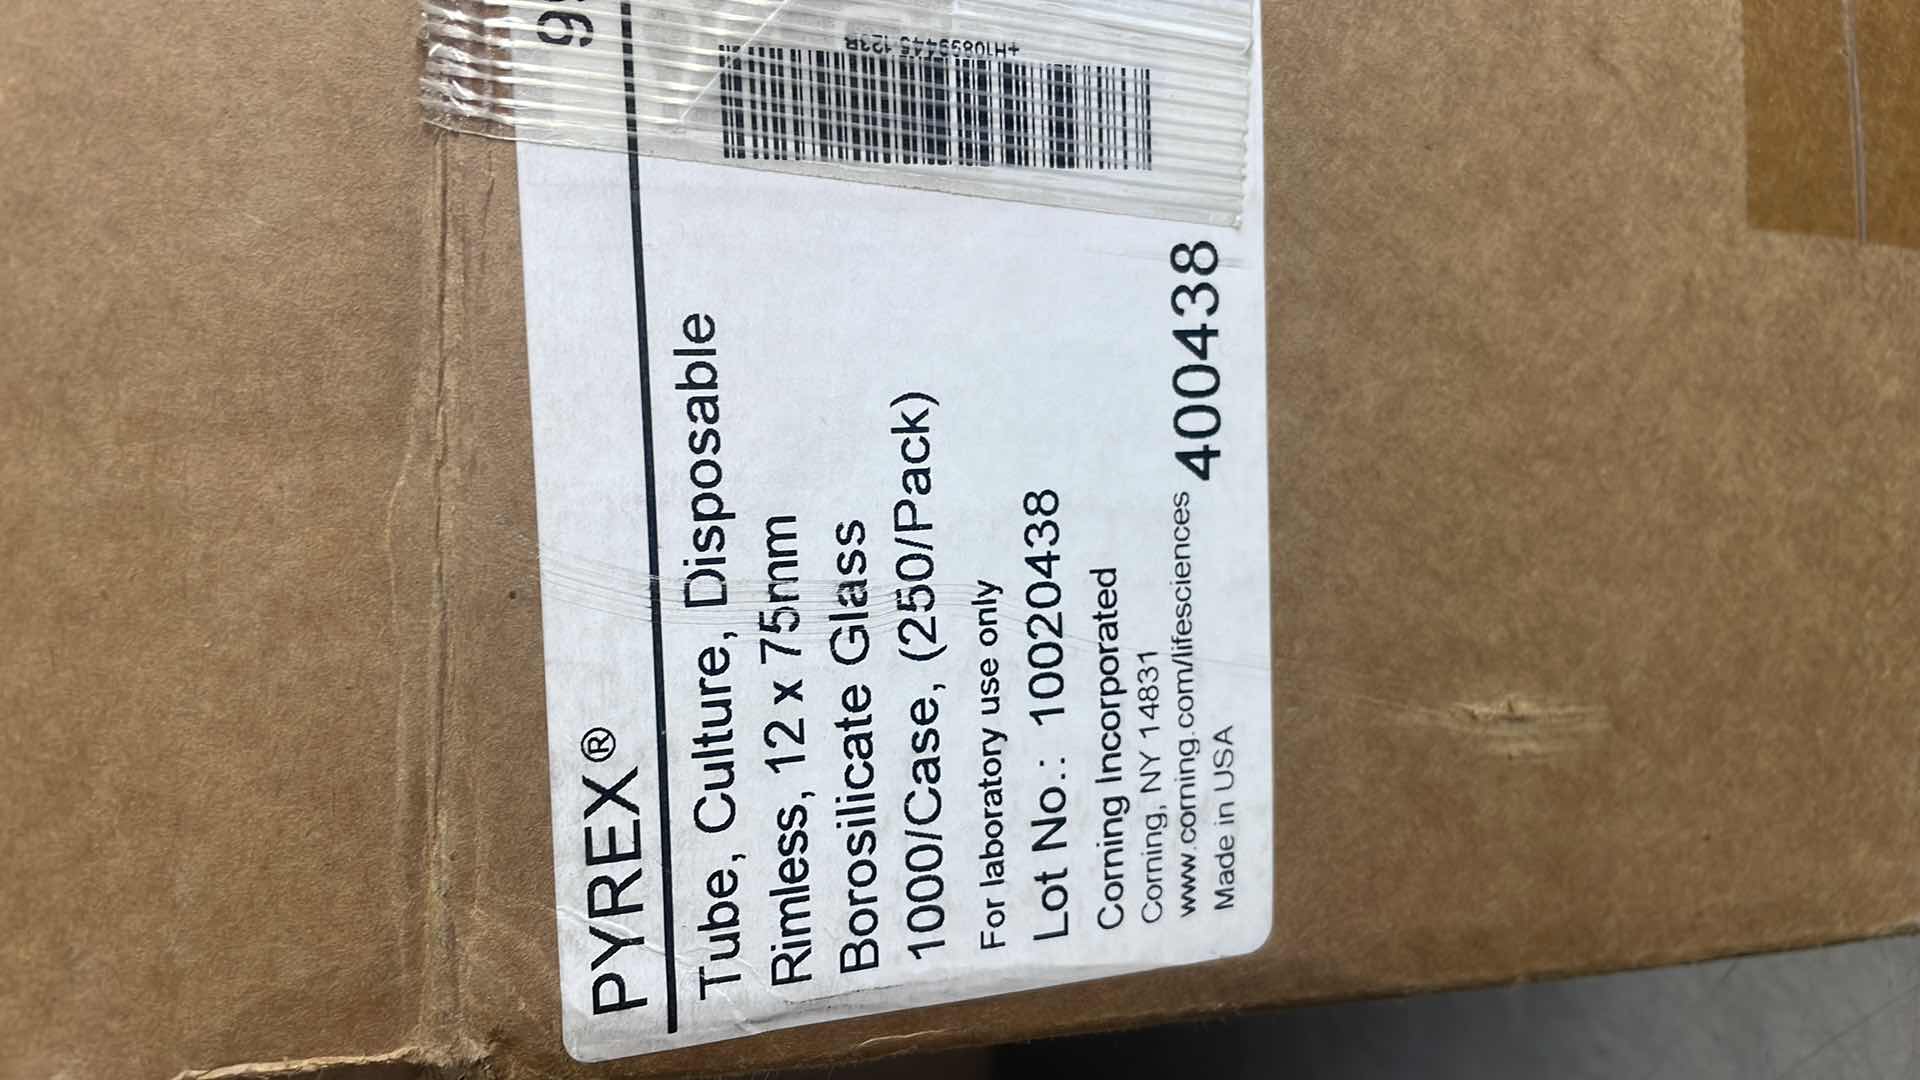 PYREX®
Tube, Culture, Disposable
Rimless, 12 x 75mm
Borosilicate Glass
1000/Case, (250/Pack)
For laboratory use only
Lot No.: 10020438
Corning Incorporated
Corning, NY 14831
www.corning.com/lifesciences
Made in USA
400438